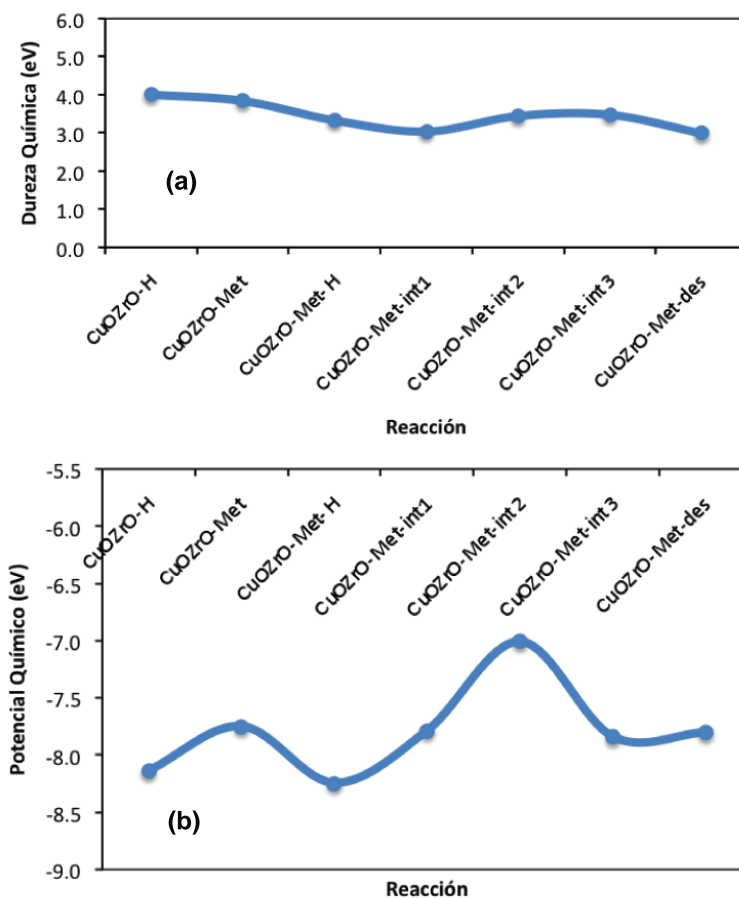 6.0
5.0
4.0
3.0
2.0
1.0
0.0
Dureza Química (eV)
(a)
CuOZrO-H
CuOZrO-Met
CuOZrO-Met-H
CuOZrO-Met-int1
CuOZrO-Met-int2
CuOZrO-Met-int3
CuOZrO-Met-des
Reacción
-5.5
-6.0
-6.5
-7.0
-7.5
-8.0
-8.5
-9.0
Potencial Químico (eV)
CuOZrO-H
CuOZrO-Met
CuOZrO-Met-H
CuOZrO-Met-int1
CuOZrO-Met-int2
CuOZrO-Met-int3
CuOZrO-Met-des
(b)
Reacción